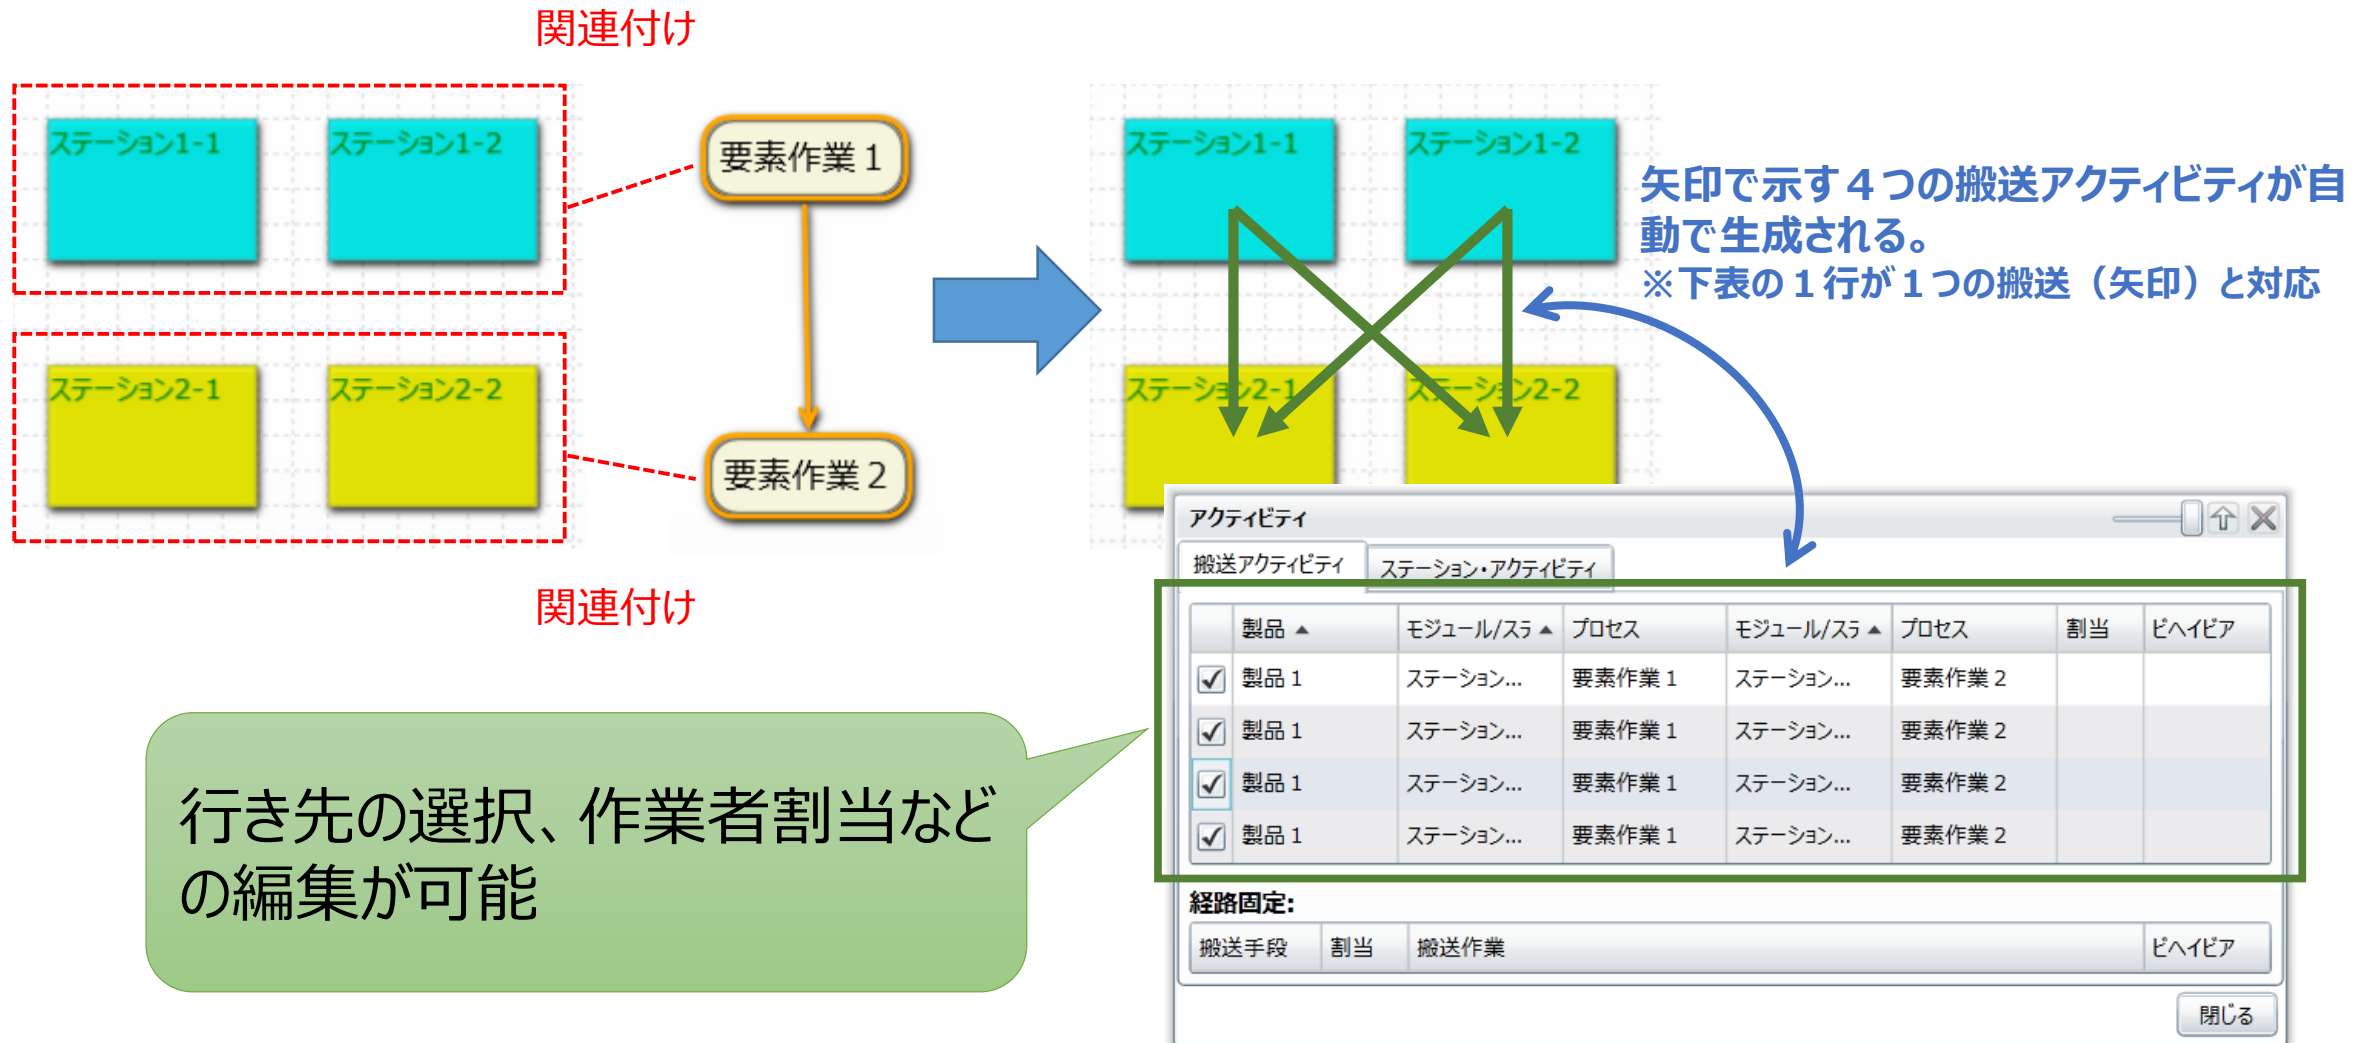 関連付け
ステーション1-1
ステーション1-2
要素作業１
ステーション2-1
ステーション2-2
要素作業２
関連付け
ステーション1-1
ステーション1-2
ステーション2-1
ステーション2-2
矢印で示す４つの搬送アクティビティが自
動で生成される。
※下表の１行が１つの搬送（矢印）と対応
アクティビティ
搬送アクティビティ
ステーション・アクティビティ
製品 モジュール/スラ プロセス モジュール/スラ プロセス 割当 ビヘイビア
製品１ ステーション... 要素作業１ ステーション... 要素作業２
製品１ ステーション... 要素作業１ ステーション... 要素作業２
製品１ ステーション... 要素作業１ ステーション... 要素作業２
製品１ ステーション... 要素作業１ ステーション... 要素作業２
経路固定:
搬送手段 割当 搬送作業 ビヘイビア
閉じる
行き先の選択、作業者割当など
の編集が可能